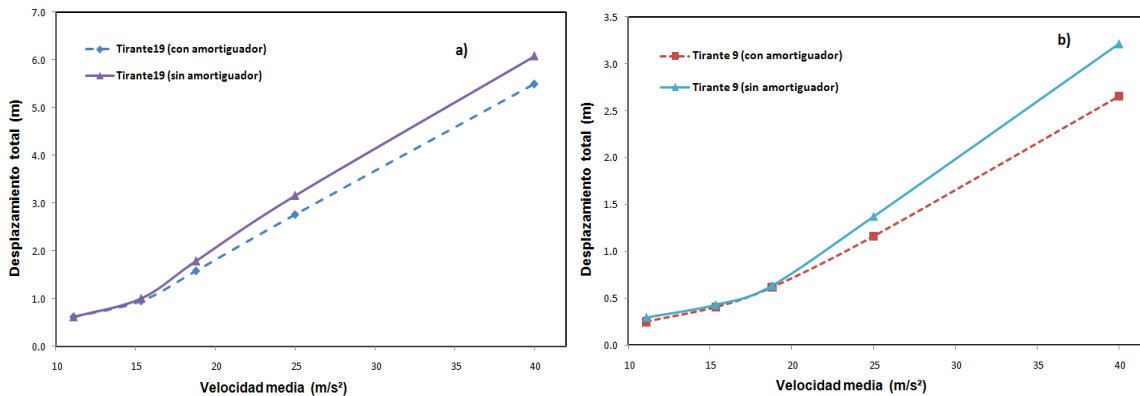 7.0
6.0
5.0
4.0
3.0
2.0
1.0
0.0
10 15 20 25 30 35 40
Desplazamiento total (m)
Velocidad media (m/s²)
Tirante19 (con amortiguador)
Tirante19 (sin amortiguador)
a)
3.5
3.0
2.5
2.0
1.5
1.0
0.5
0.0
10 15 20 25 30 35 40
Desplazamiento total (m)
Velocidad media (m/s²)
Tirante 9 (con amortiguador)
Tirante 9 (sin amortiguador)
b)